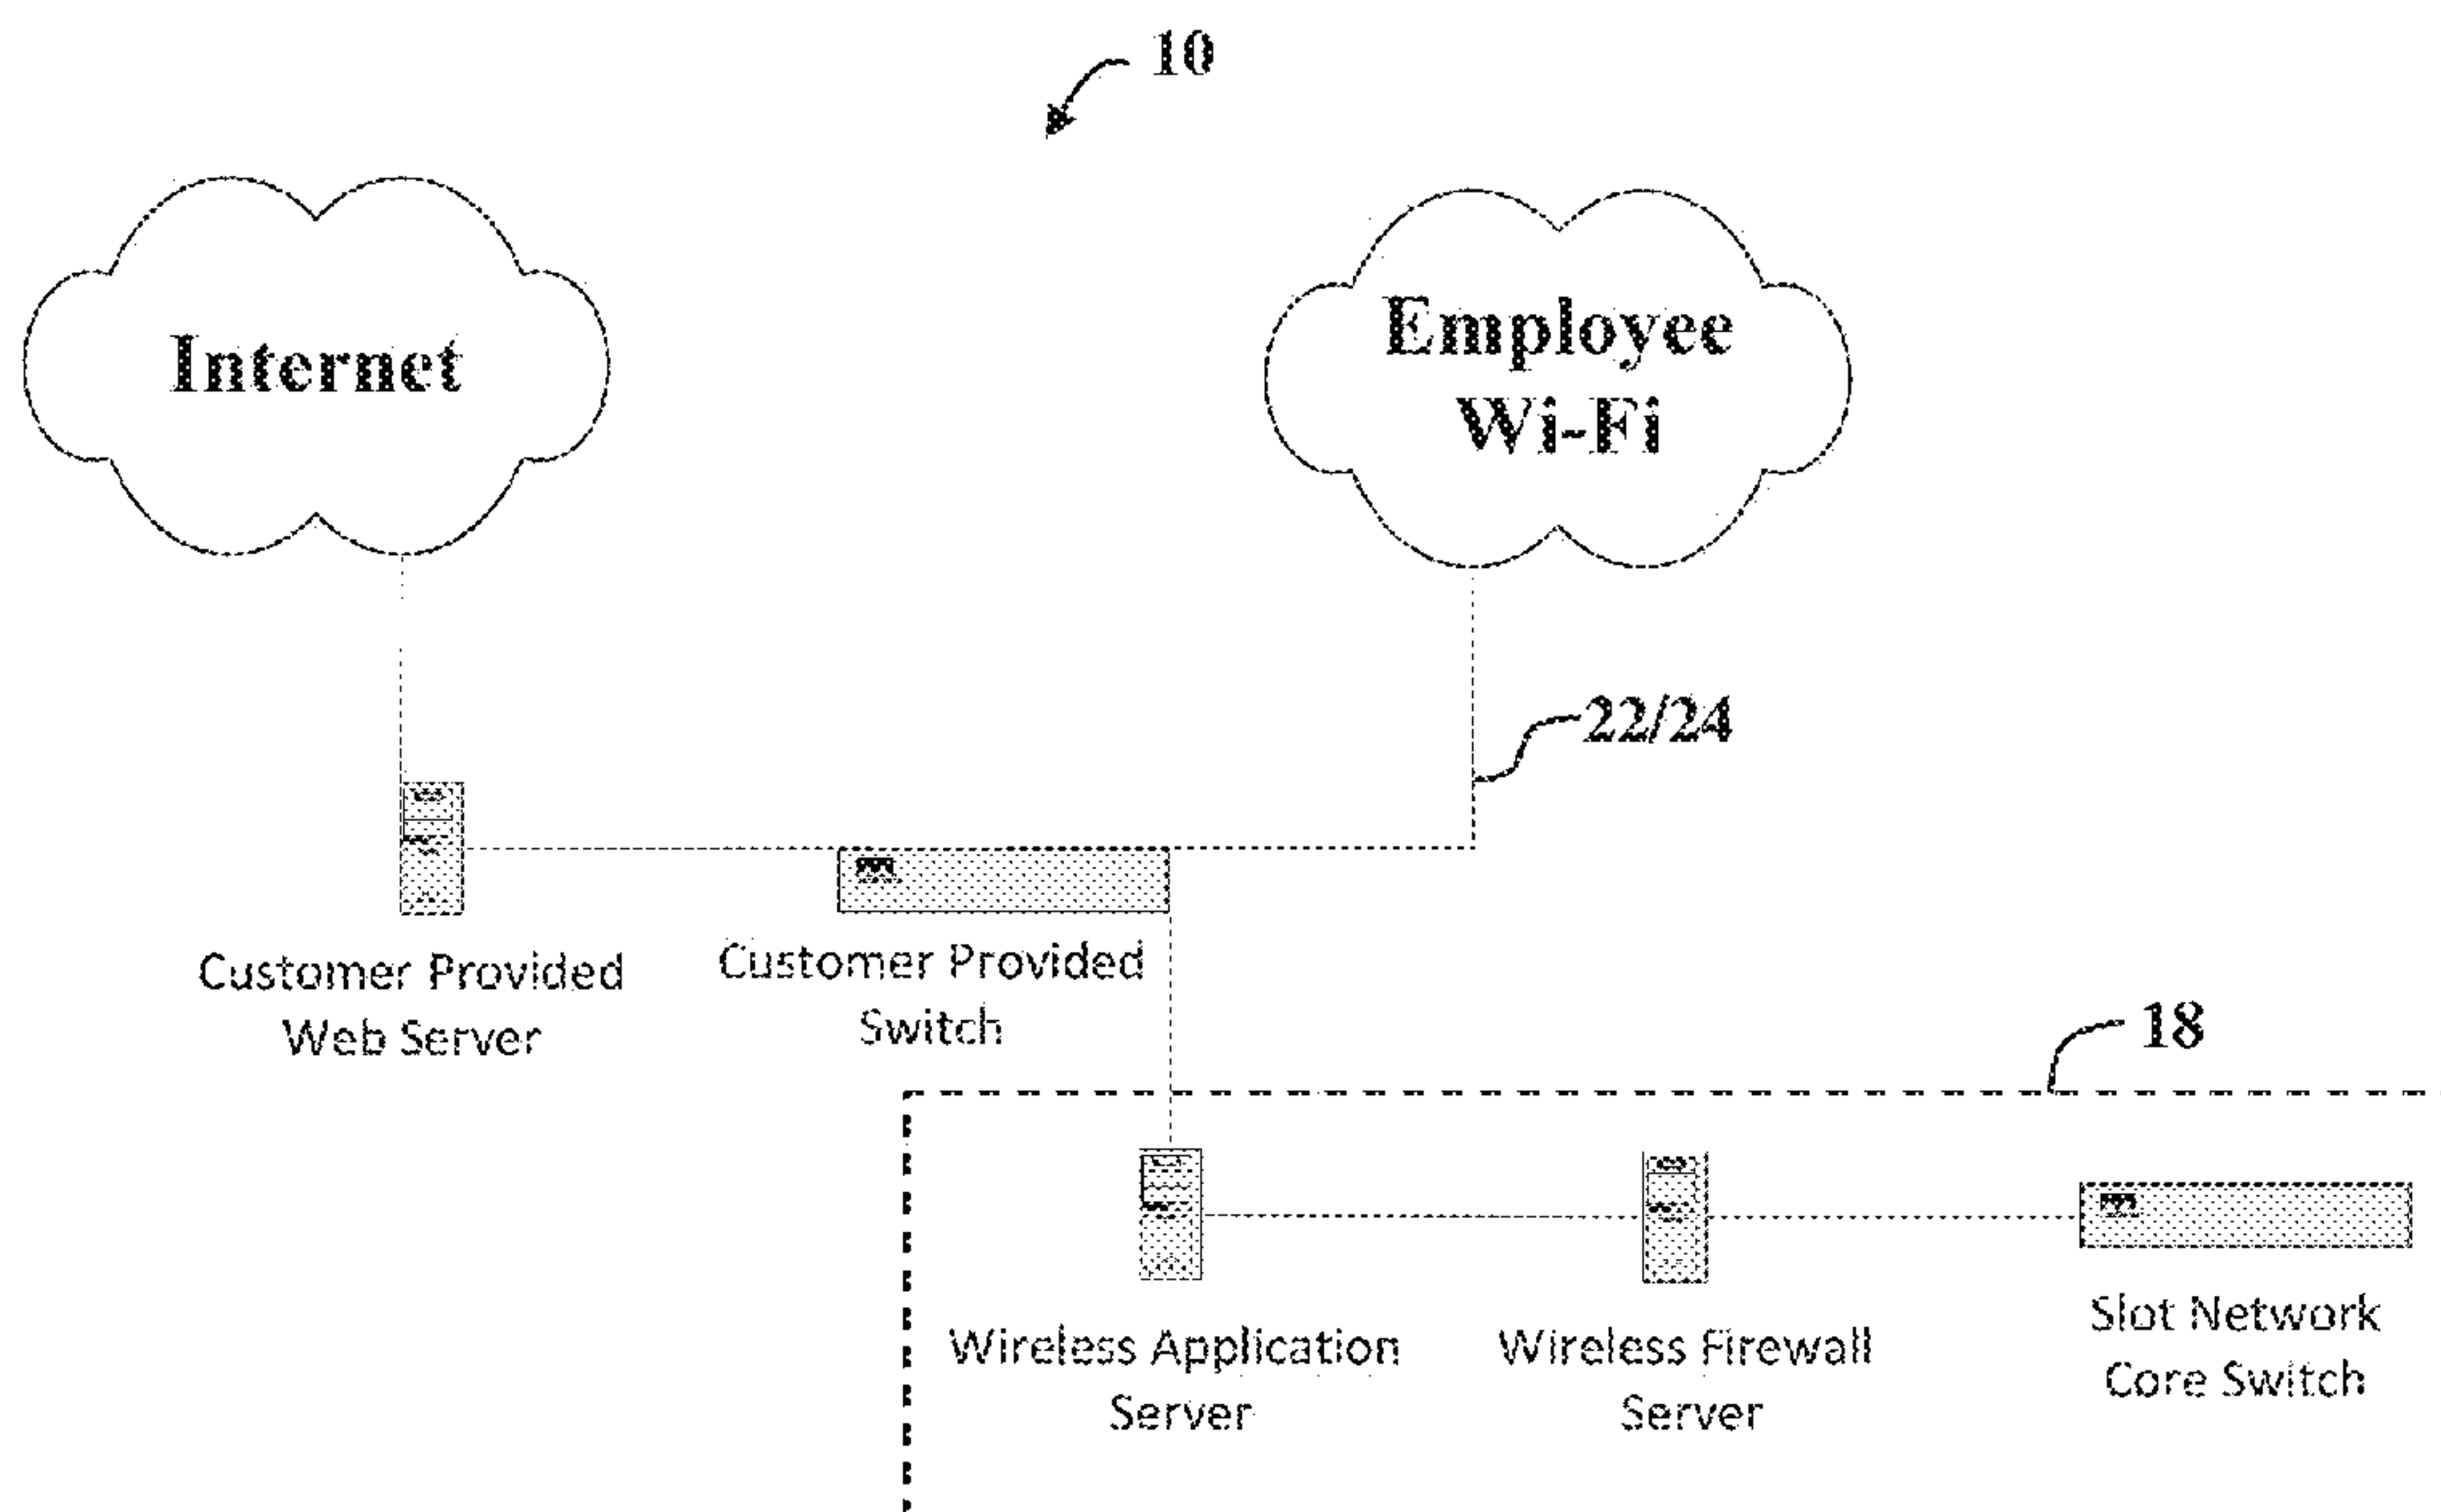 10
Internet
Employee
Wi-Fi
22/24
Customer Provided
Web Server
Customer Provided
Switch
18
Wireless Application
Server
Wireless Firewall
Server
Slot Network
Core Switch